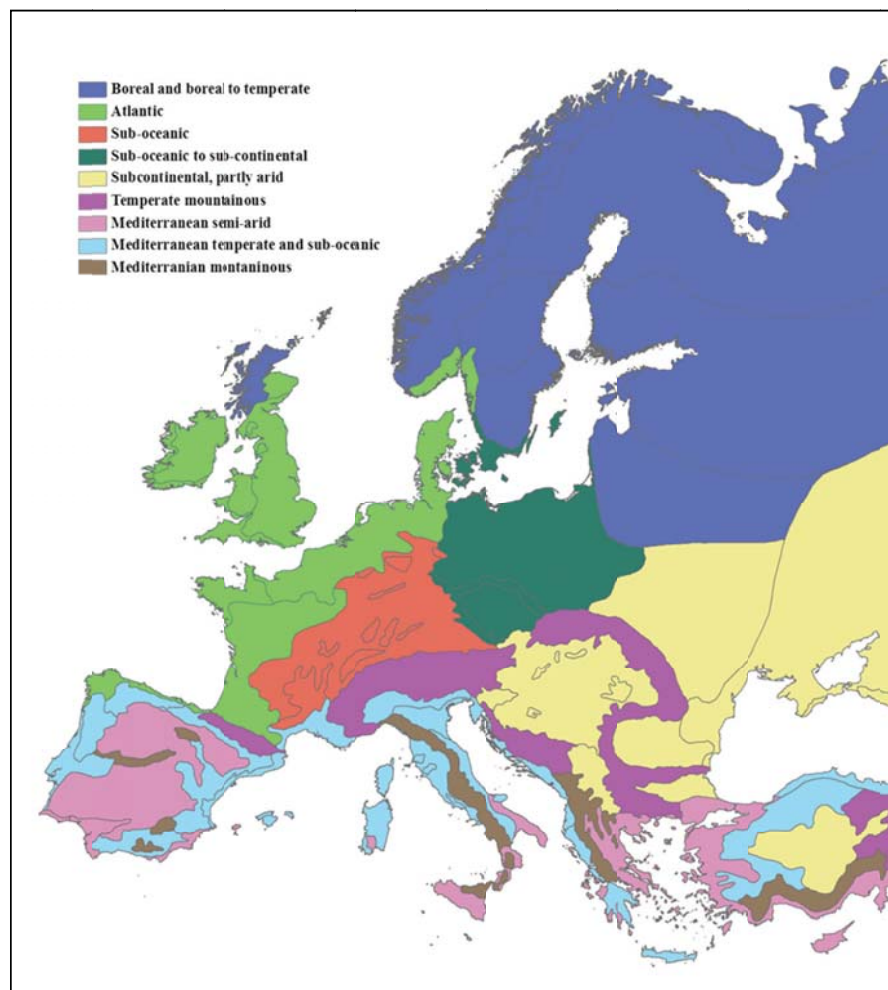 Boreal and boreal to temperate
Atlantic
Sub-oceanic
Sub-oceanic to sub-continental
Subcontinental, partly arid
Temperate mountainous
Mediterranean semi-arid
Mediterranean temperate and sub-oceanic
Mediterranian montaninous